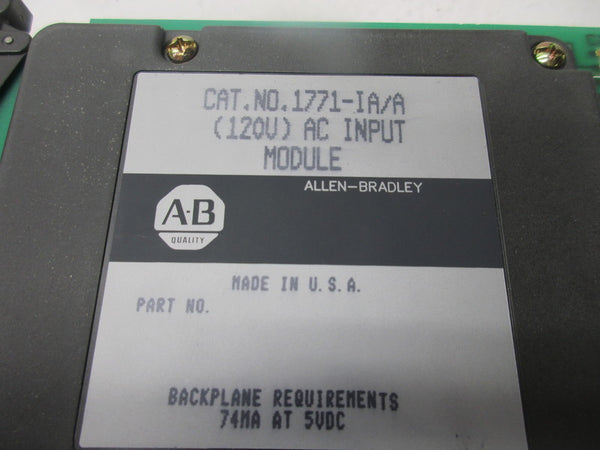 CAT.NO.1771-IA/A
(120V) AC INPUT
MODULE
ALLEN-BRADLEY
A-B
QUALITY
MADE IN U.S.A.
PART NO.
BACKPLANE REQUIREMENTS
74MA AT 5VDC